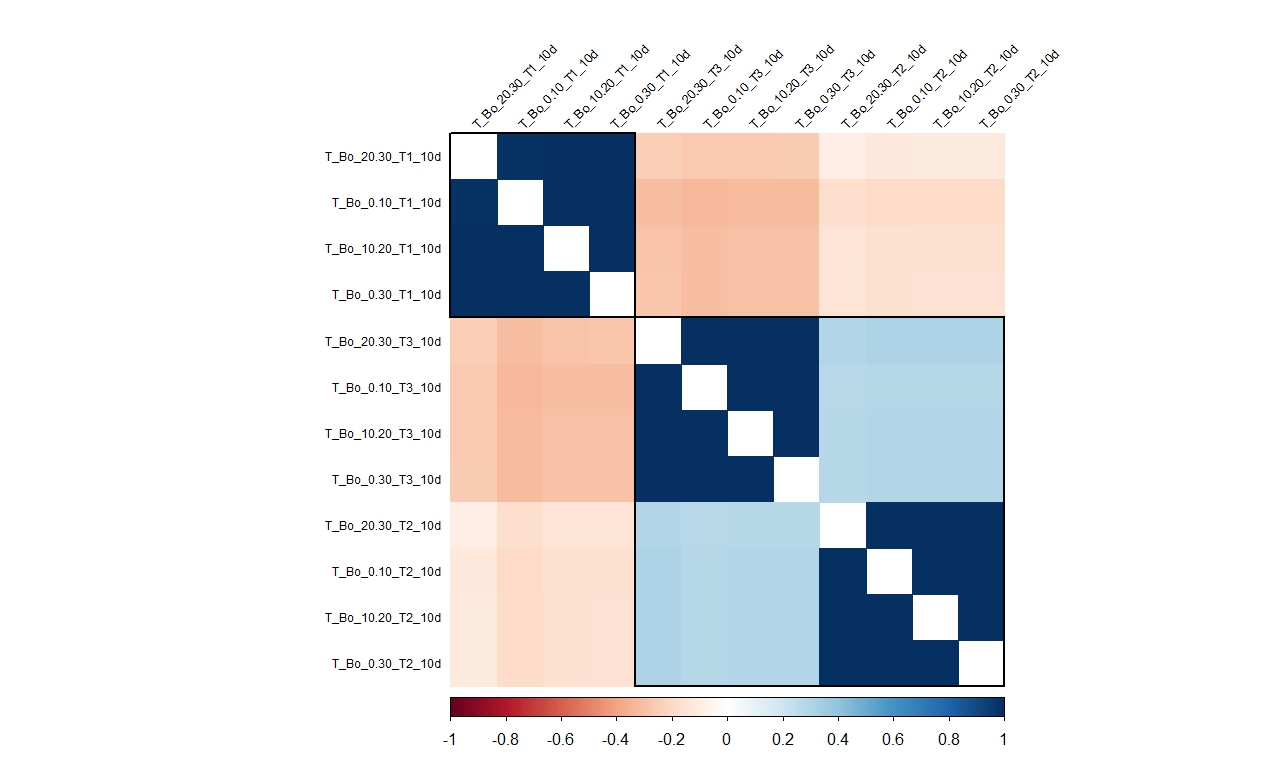 T_Bo_20.30_T1_10d
T_Bo_0.10_T1_10d
T_Bo_10.20_T1_10d
T_Bo_0.30_T1_10d
T_Bo_20.30_T3_10d
T_Bo_0.10_T3_10d
T_Bo_10.20_T3_10d
T_Bo_0.30_T3_10d
T_Bo_20.30_T2_10d
T_Bo_0.10_T2_10d
T_Bo_10.20_T2_10d
T_Bo_0.30_T2_10d
T_Bo_20.30_T1_10d
T_Bo_0.10_T1_10d
T_Bo_10.20_T1_10d
T_Bo_0.30_T1_10d
T_Bo_20.30_T3_10d
T_Bo_0.10_T3_10d
T_Bo_10.20_T3_10d
T_Bo_0.30_T3_10d
T_Bo_20.30_T2_10d
T_Bo_0.10_T2_10d
T_Bo_10.20_T2_10d
T_Bo_0.30_T2_10d
-1 -0.8 -0.6 -0.4 -0.2 0 0.2 0.4 0.6 0.8 1